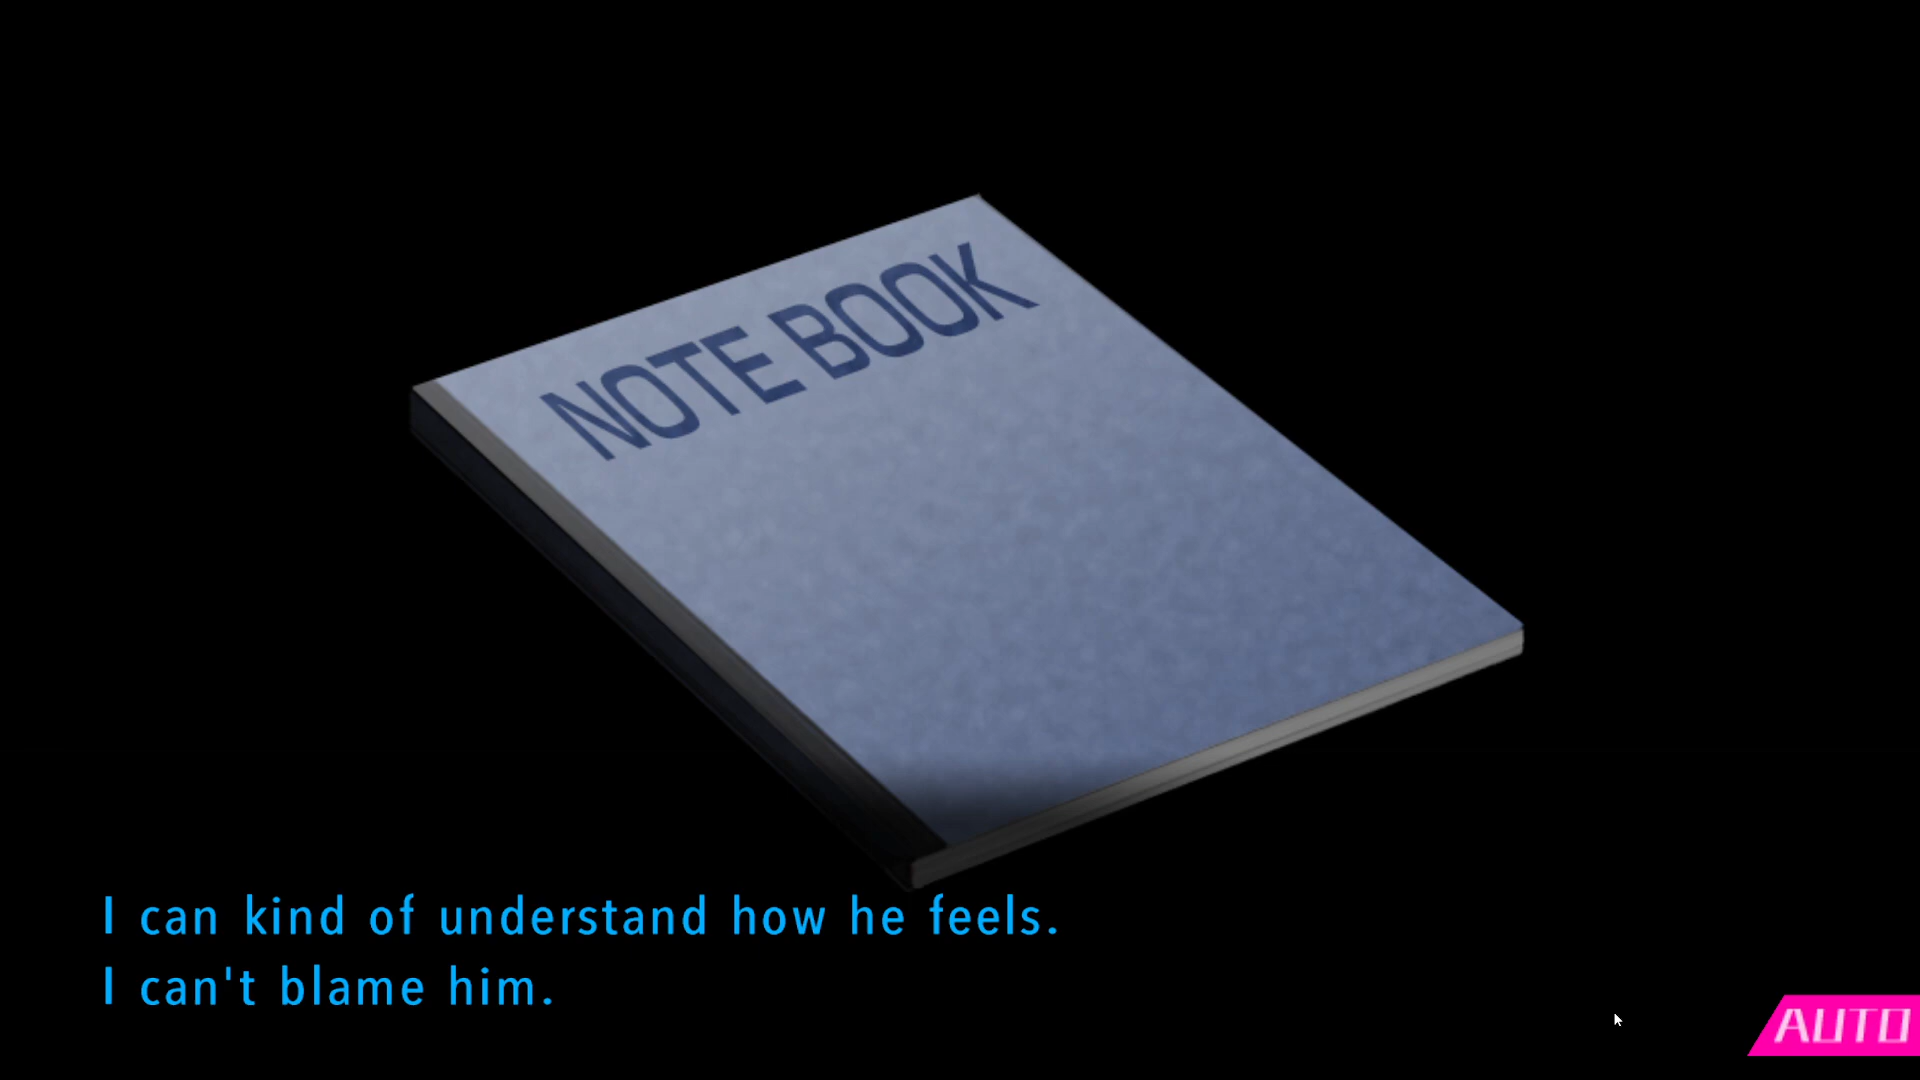 NOTE BOOK
I can kind of understand how he feels.
I can't blame him.
AUTO